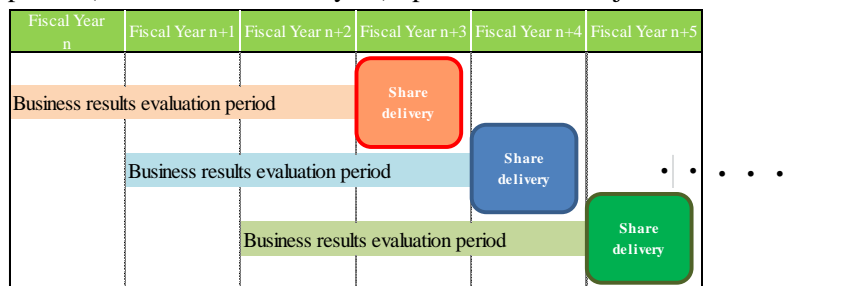 Fiscal Year
n
Fiscal Year n+1
Fiscal Year n+2
Fiscal Year n+3
Fiscal Year n+4
Fiscal Year n+5
Business results evaluation period
Share
delivery
Business results evaluation period
Share
delivery
• • • • •
Business results evaluation period
Share
delivery